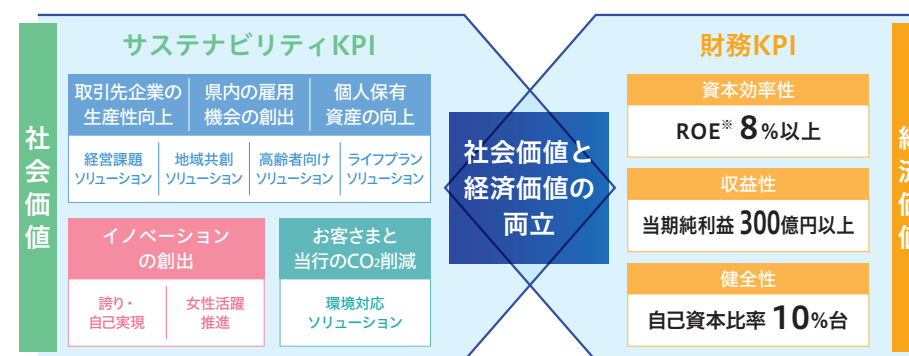 社会価値
サステナビリティKPI
取引先企業の
生産性向上
県内の雇用
機会の創出
個人保有
資産の向上
経営課題
ソリューション
地域共創
ソリューション
高齢者向け
ソリューション
ライフプラン
ソリューション
イノベーション
の創出
誇り・
自己実現
女性活躍
推進
お客さまと
当行のCO₂削減
環境対応
ソリューション
社会価値と
経済価値の
両立
財務KPI
資本効率性
ROE※ 8%以上
収益性
当期純利益 300億円以上
健全性
自己資本比率 10%台
経済価値